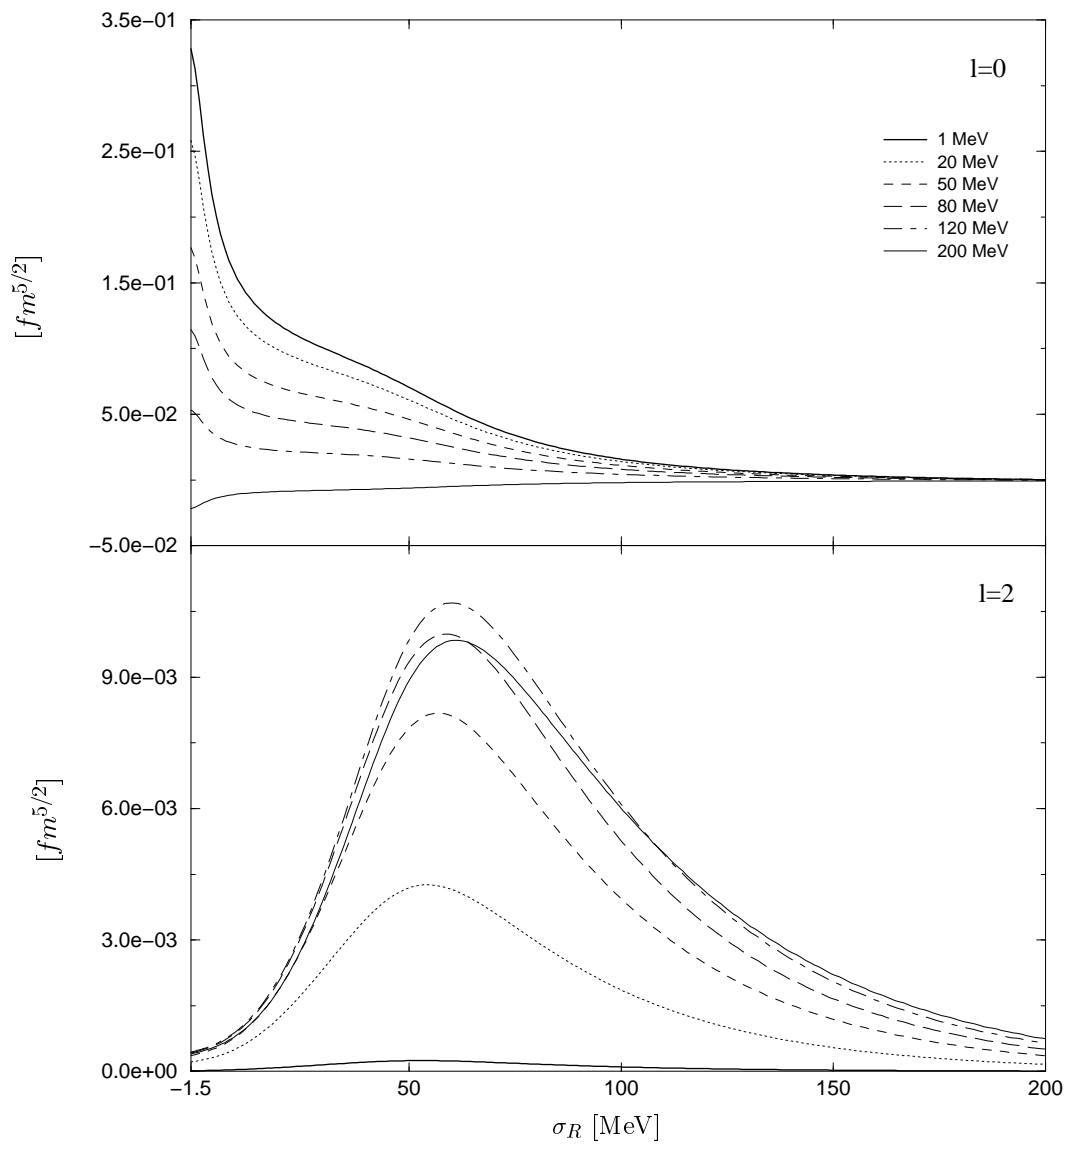 3.5e−01
l=0
1 MeV
2.5e−01
20 MeV
50 MeV
80 MeV
120 MeV
200 MeV
[fm^{5/2}]
1.5e−01
5.0e−02
−5.0e−02
l=2
9.0e−03
[fm^{5/2}]
6.0e−03
3.0e−03
0.0e+00
−1.5 50 100 150 200
σ_R [MeV]